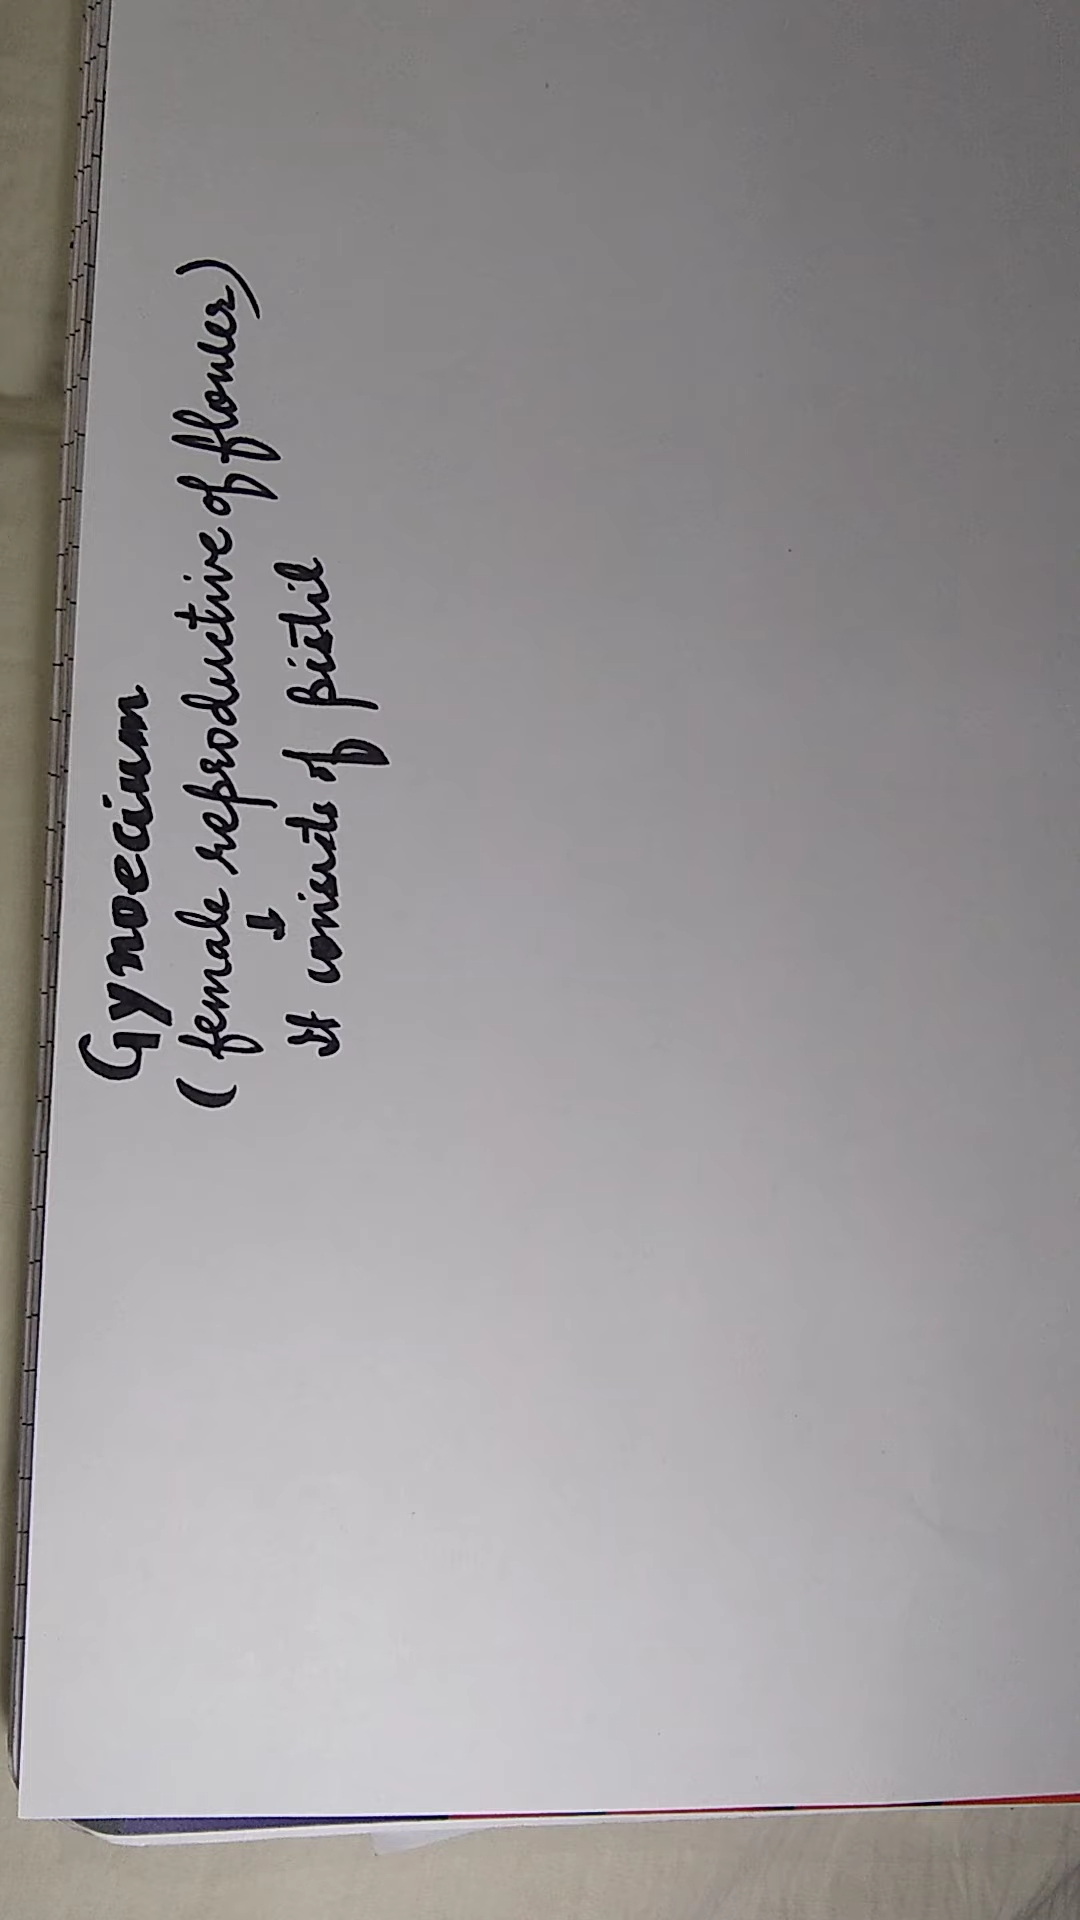 Gynoecium
(female reproductive of flower)
↓
It consists of pistil